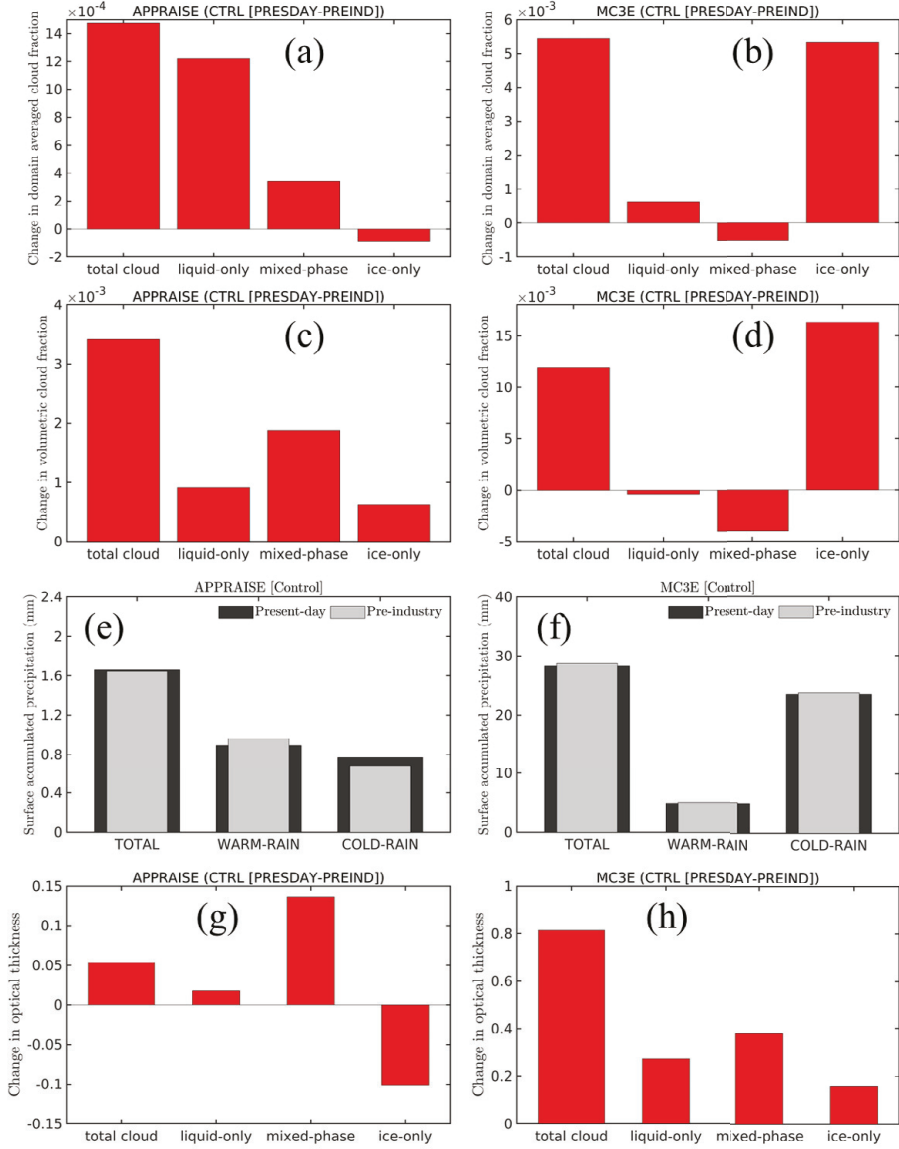 APPRAISE (CTRL [PRESDAY-PREIND])
×10⁻⁴
(a)
Change in domain averaged cloud fraction
14
12
10
8
6
4
2
0
-2
total cloud liquid-only mixed-phase ice-only
MC3E (CTRL [PRESDAY-PREIND])
×10⁻³
(b)
Change in domain averaged cloud fraction
6
5
4
3
2
1
0
-1
total cloud liquid-only mixed-phase ice-only
APPRAISE (CTRL [PRESDAY-PREIND])
×10⁻³
(c)
Change in volumetric cloud fraction
4
3
2
1
0
total cloud liquid-only mixed-phase ice-only
MC3E (CTRL [PRESDAY-PREIND])
×10⁻³
(d)
Change in volumetric cloud fraction
15
10
5
0
-5
total cloud liquid-only mixed-phase ice-only
APPRAISE [Control]
(e)
Present-day Pre-industry
Surface accumulated precipitation (mm)
2.4
2
1.6
1.2
0.8
0.4
0
TOTAL WARM-RAIN COLD-RAIN
MC3E [Control]
(f)
Present-day Pre-industry
Surface accumulated precipitation (mm)
40
30
20
10
0
TOTAL WARM-RAIN COLD-RAIN
APPRAISE (CTRL [PRESDAY-PREIND])
(g)
Change in optical thickness
0.15
0.1
0.05
0
-0.05
-0.1
-0.15
total cloud liquid-only mixed-phase ice-only
MC3E (CTRL [PRESDAY-PREIND])
(h)
Change in optical thickness
1
0.8
0.6
0.4
0.2
0
total cloud liquid-only mixed-phase ice-only